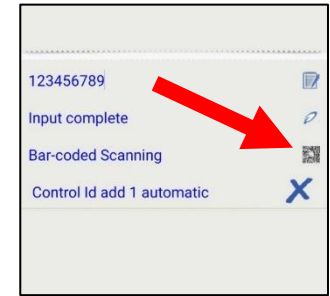 123456789
Input complete
Bar-coded Scanning
Control Id add 1 automatic